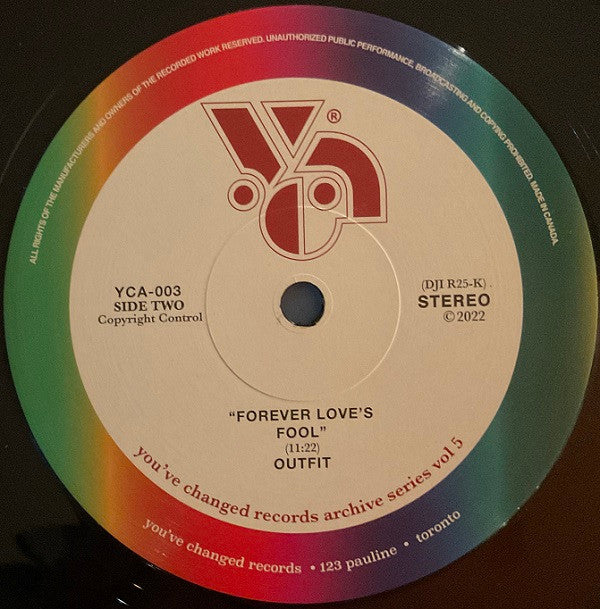 ALL RIGHTS OF THE MANUFACTURERS AND OWNERS OF THE RECORDED WORK RESERVED. UNAUTHORIZED PUBLIC PERFORMANCE, BROADCASTING AND COPYING PROHIBITED. MADE IN CANADA.
®
YCA-003
SIDE TWO
Copyright Control
(DJI R25-K) .
STEREO
© 2022
“FOREVER LOVE’S
FOOL”
(11:22)
OUTFIT
you’ve changed records archive series vol 5
you’ve changed records • 123 pauline • toronto